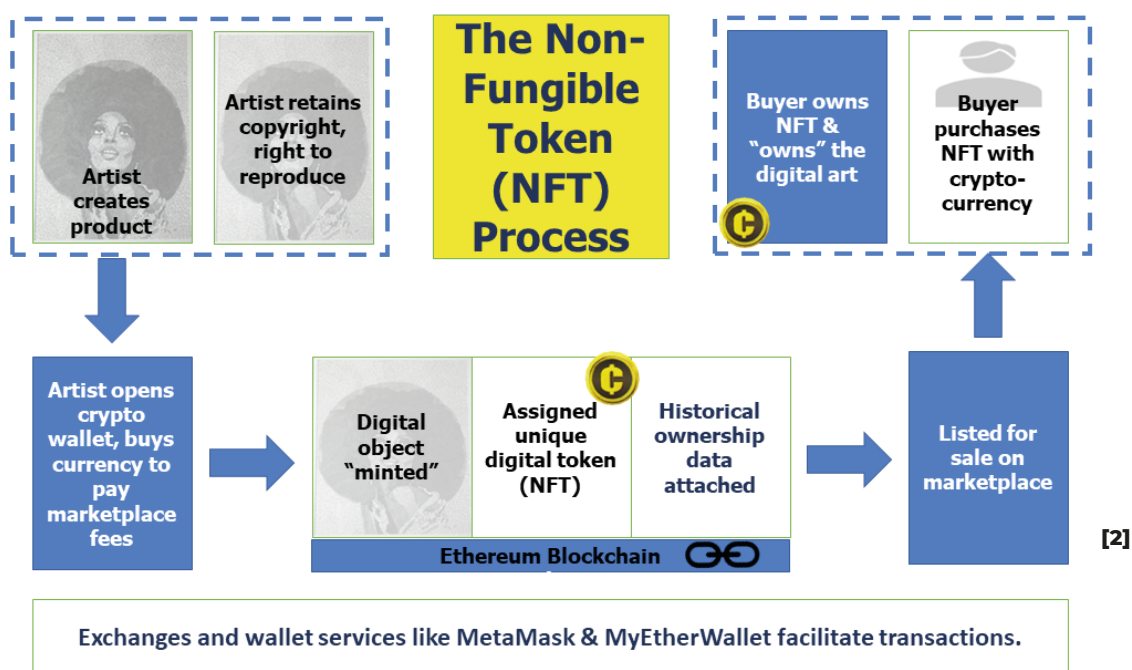 Artist
creates
product
Artist retains
copyright,
right to
reproduce
The Non-
Fungible
Token
(NFT)
Process
Buyer owns
NFT &
“owns” the
digital art
Buyer
purchases
NFT with
crypto-
currency
Artist opens
crypto
wallet, buys
currency to
pay
marketplace
fees
Digital
object
“minted”
Assigned
unique
digital token
(NFT)
Historical
ownership
data
attached
Ethereum Blockchain
Listed for
sale on
marketplace
[2]
Exchanges and wallet services like MetaMask & MyEtherWallet facilitate transactions.